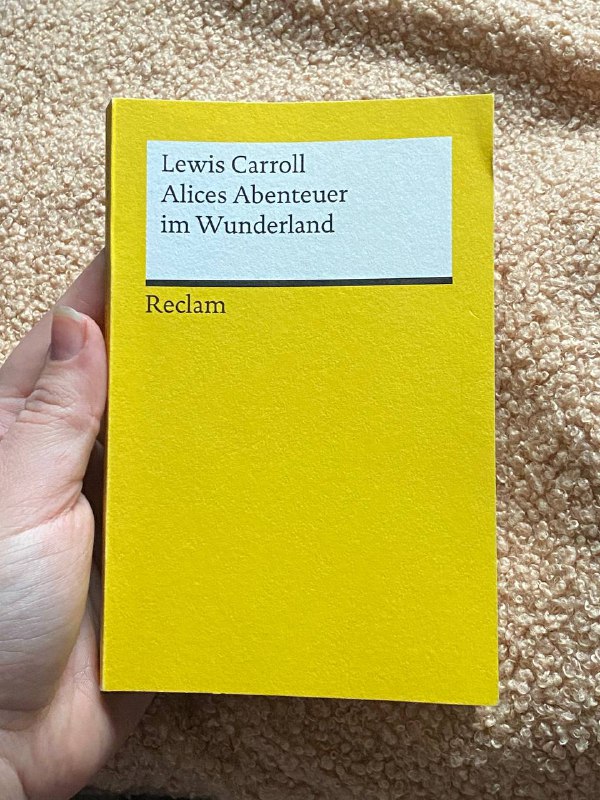 Lewis Carroll
Alices Abenteuer
im Wunderland
Reclam